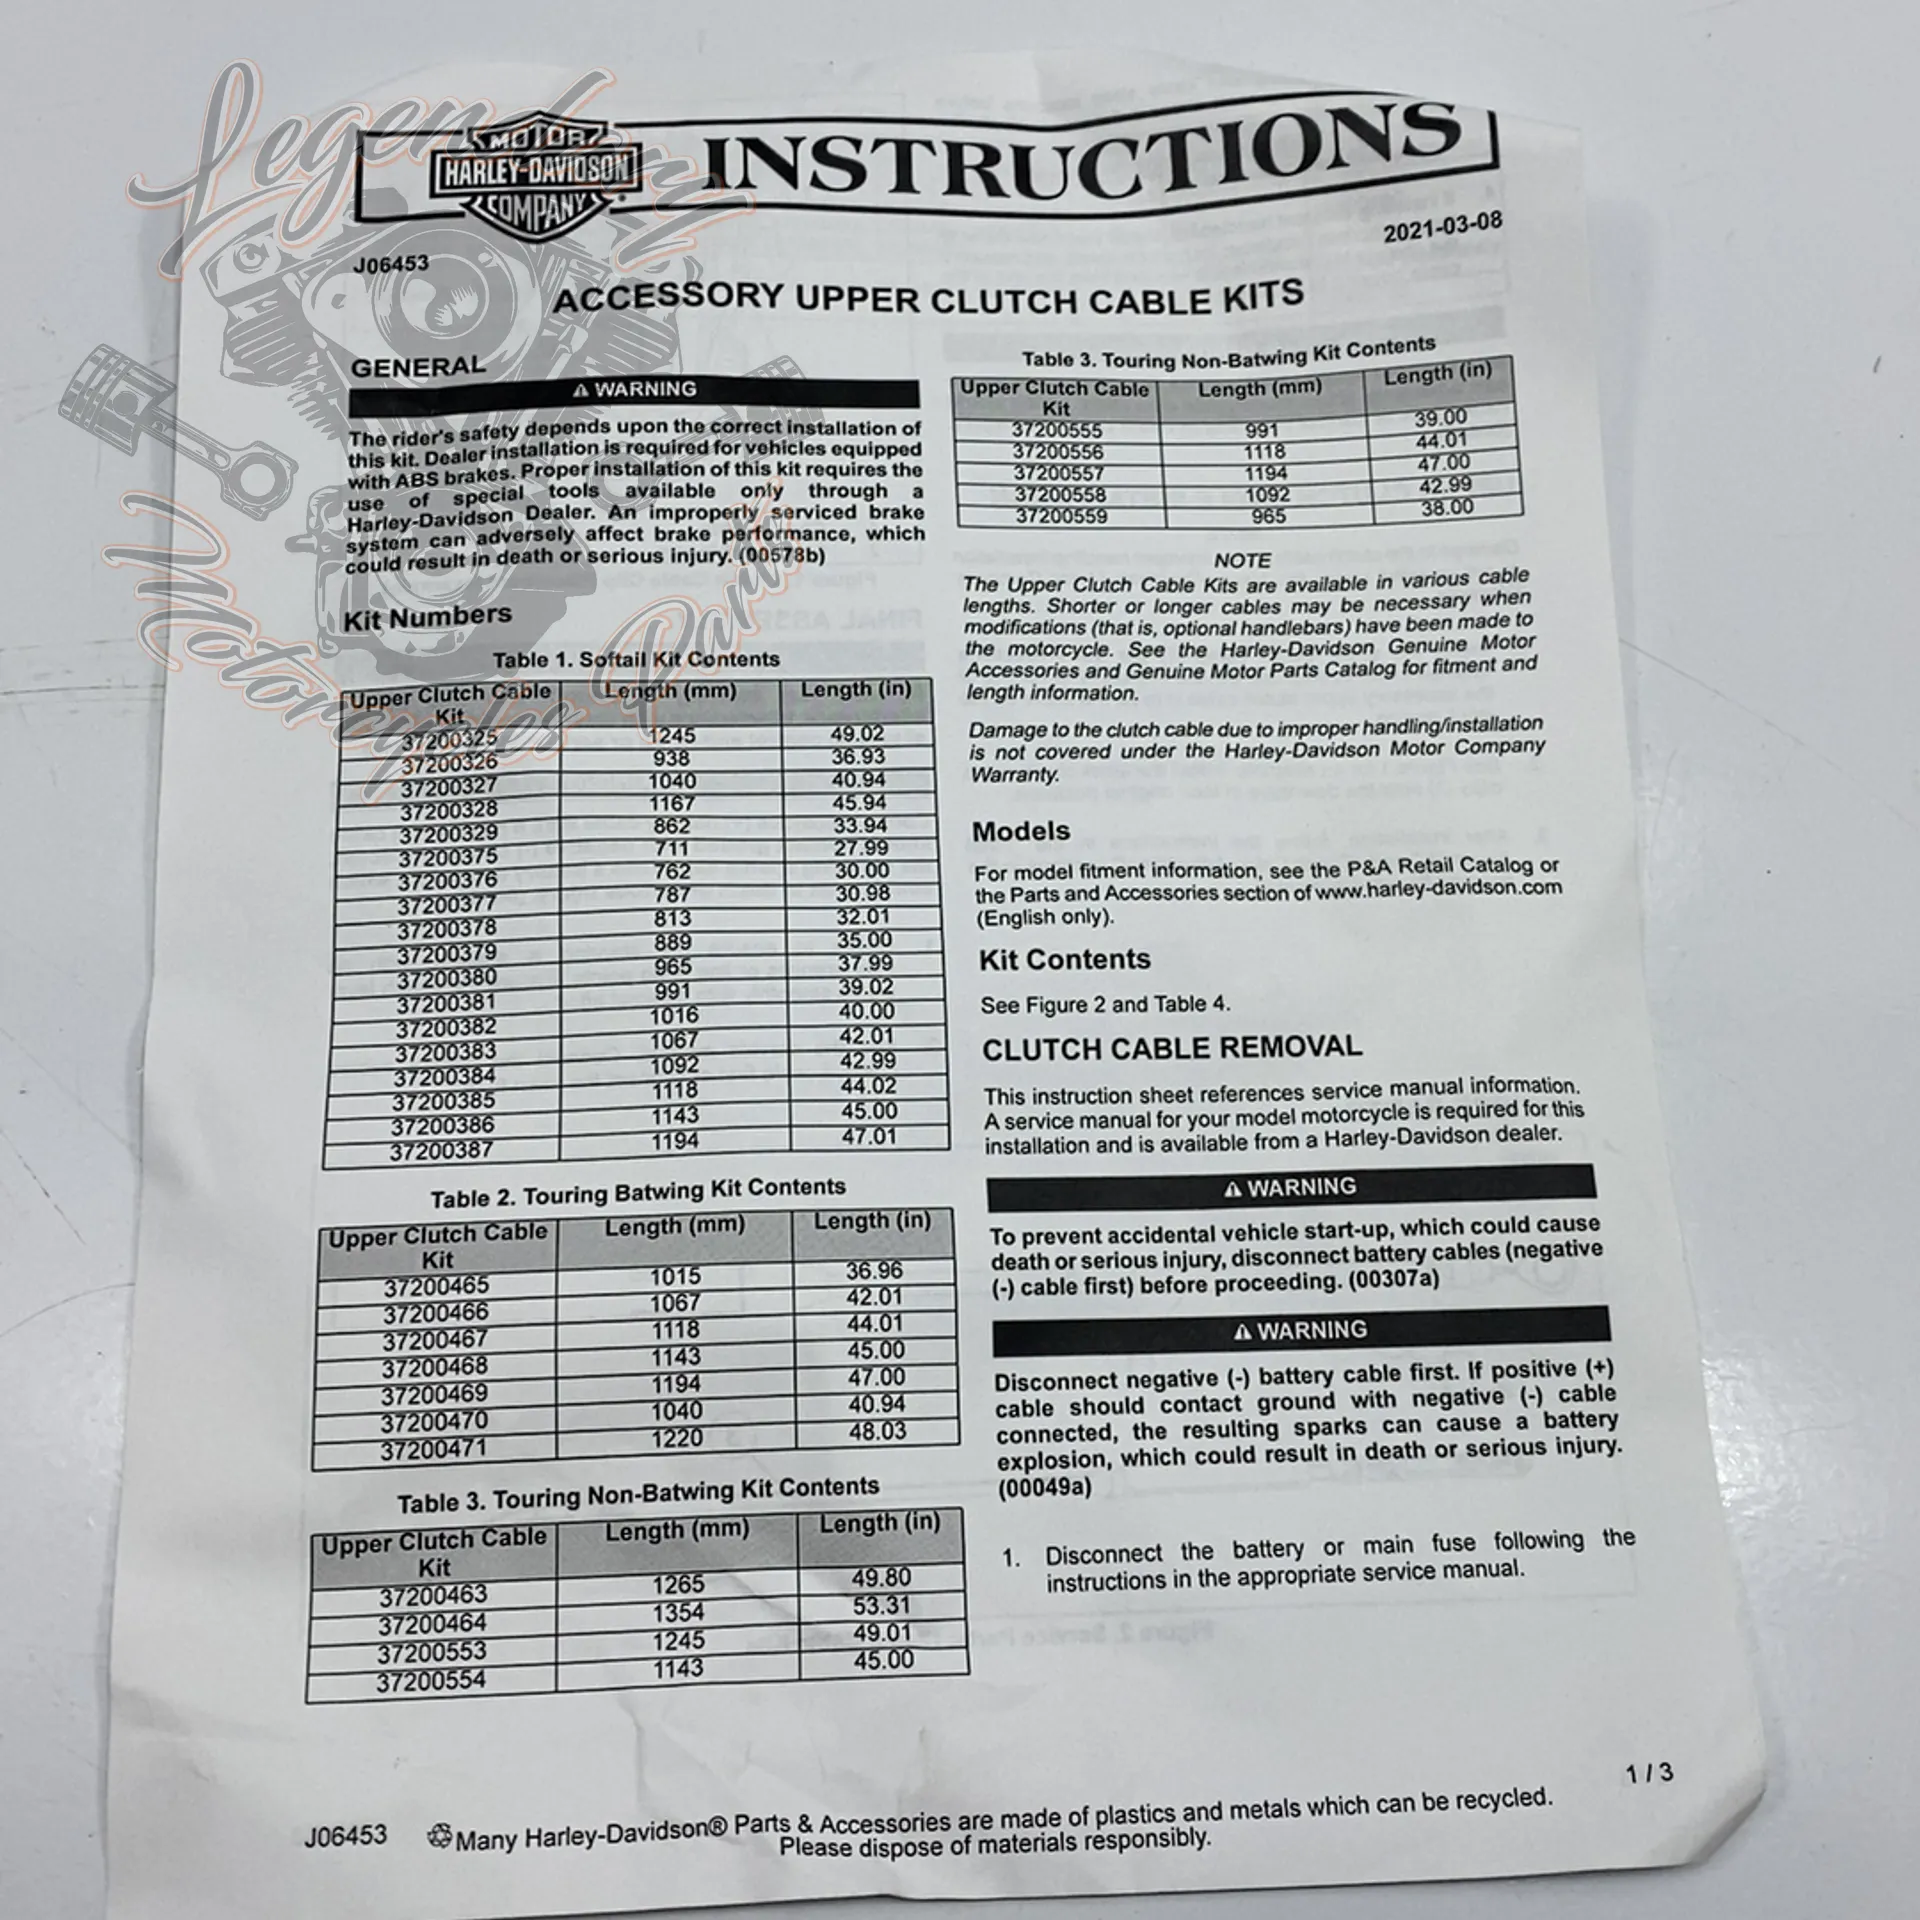 Legendary
Motorcycles Parts
MOTOR
HARLEY-DAVIDSON
COMPANY
INSTRUCTIONS
J06453
2021-03-08
ACCESSORY UPPER CLUTCH CABLE KITS
GENERAL
⚠ WARNING
The rider's safety depends upon the correct installation of
this kit. Dealer installation is required for vehicles equipped
with ABS brakes. Proper installation of this kit requires the
use of special tools available only through a
Harley-Davidson Dealer. An improperly serviced brake
system can adversely affect brake performance, which
could result in death or serious injury. (00578b)
Kit Numbers
Table 1. Softail Kit Contents
Upper Clutch Cable Kit Length (mm) Length (in)
37200325 1245 49.02
37200326 938 36.93
37200327 1040 40.94
37200328 1167 45.94
37200329 862 33.94
37200375 711 27.99
37200376 762 30.00
37200377 787 30.98
37200378 813 32.01
37200379 889 35.00
37200380 965 37.99
37200381 991 39.02
37200382 1016 40.00
37200383 1067 42.01
37200384 1092 42.99
37200385 1118 44.02
37200386 1143 45.00
37200387 1194 47.01
Table 2. Touring Batwing Kit Contents
Upper Clutch Cable Kit Length (mm) Length (in)
37200465 1015 36.96
37200466 1067 42.01
37200467 1118 44.01
37200468 1143 45.00
37200469 1194 47.00
37200470 1040 40.94
37200471 1220 48.03
Table 3. Touring Non-Batwing Kit Contents
Upper Clutch Cable Kit Length (mm) Length (in)
37200463 1265 49.80
37200464 1354 53.31
37200553 1245 49.01
37200554 1143 45.00
Table 3. Touring Non-Batwing Kit Contents
Upper Clutch Cable Kit Length (mm) Length (in)
37200555 991 39.00
37200556 1118 44.01
37200557 1194 47.00
37200558 1092 42.99
37200559 965 38.00
NOTE
The Upper Clutch Cable Kits are available in various cable
lengths. Shorter or longer cables may be necessary when
modifications (that is, optional handlebars) have been made to
the motorcycle. See the Harley-Davidson Genuine Motor
Accessories and Genuine Motor Parts Catalog for fitment and
length information.
Damage to the clutch cable due to improper handling/installation
is not covered under the Harley-Davidson Motor Company
Warranty.
Models
For model fitment information, see the P&A Retail Catalog or
the Parts and Accessories section of www.harley-davidson.com
(English only).
Kit Contents
See Figure 2 and Table 4.
CLUTCH CABLE REMOVAL
This instruction sheet references service manual information.
A service manual for your model motorcycle is required for this
installation and is available from a Harley-Davidson dealer.
⚠ WARNING
To prevent accidental vehicle start-up, which could cause
death or serious injury, disconnect battery cables (negative
(-) cable first) before proceeding. (00307a)
⚠ WARNING
Disconnect negative (-) battery cable first. If positive (+)
cable should contact ground with negative (-) cable
connected, the resulting sparks can cause a battery
explosion, which could result in death or serious injury.
(00049a)
1. Disconnect the battery or main fuse following the
instructions in the appropriate service manual.
1 / 3
J06453 Many Harley-Davidson® Parts & Accessories are made of plastics and metals which can be recycled.
Please dispose of materials responsibly.